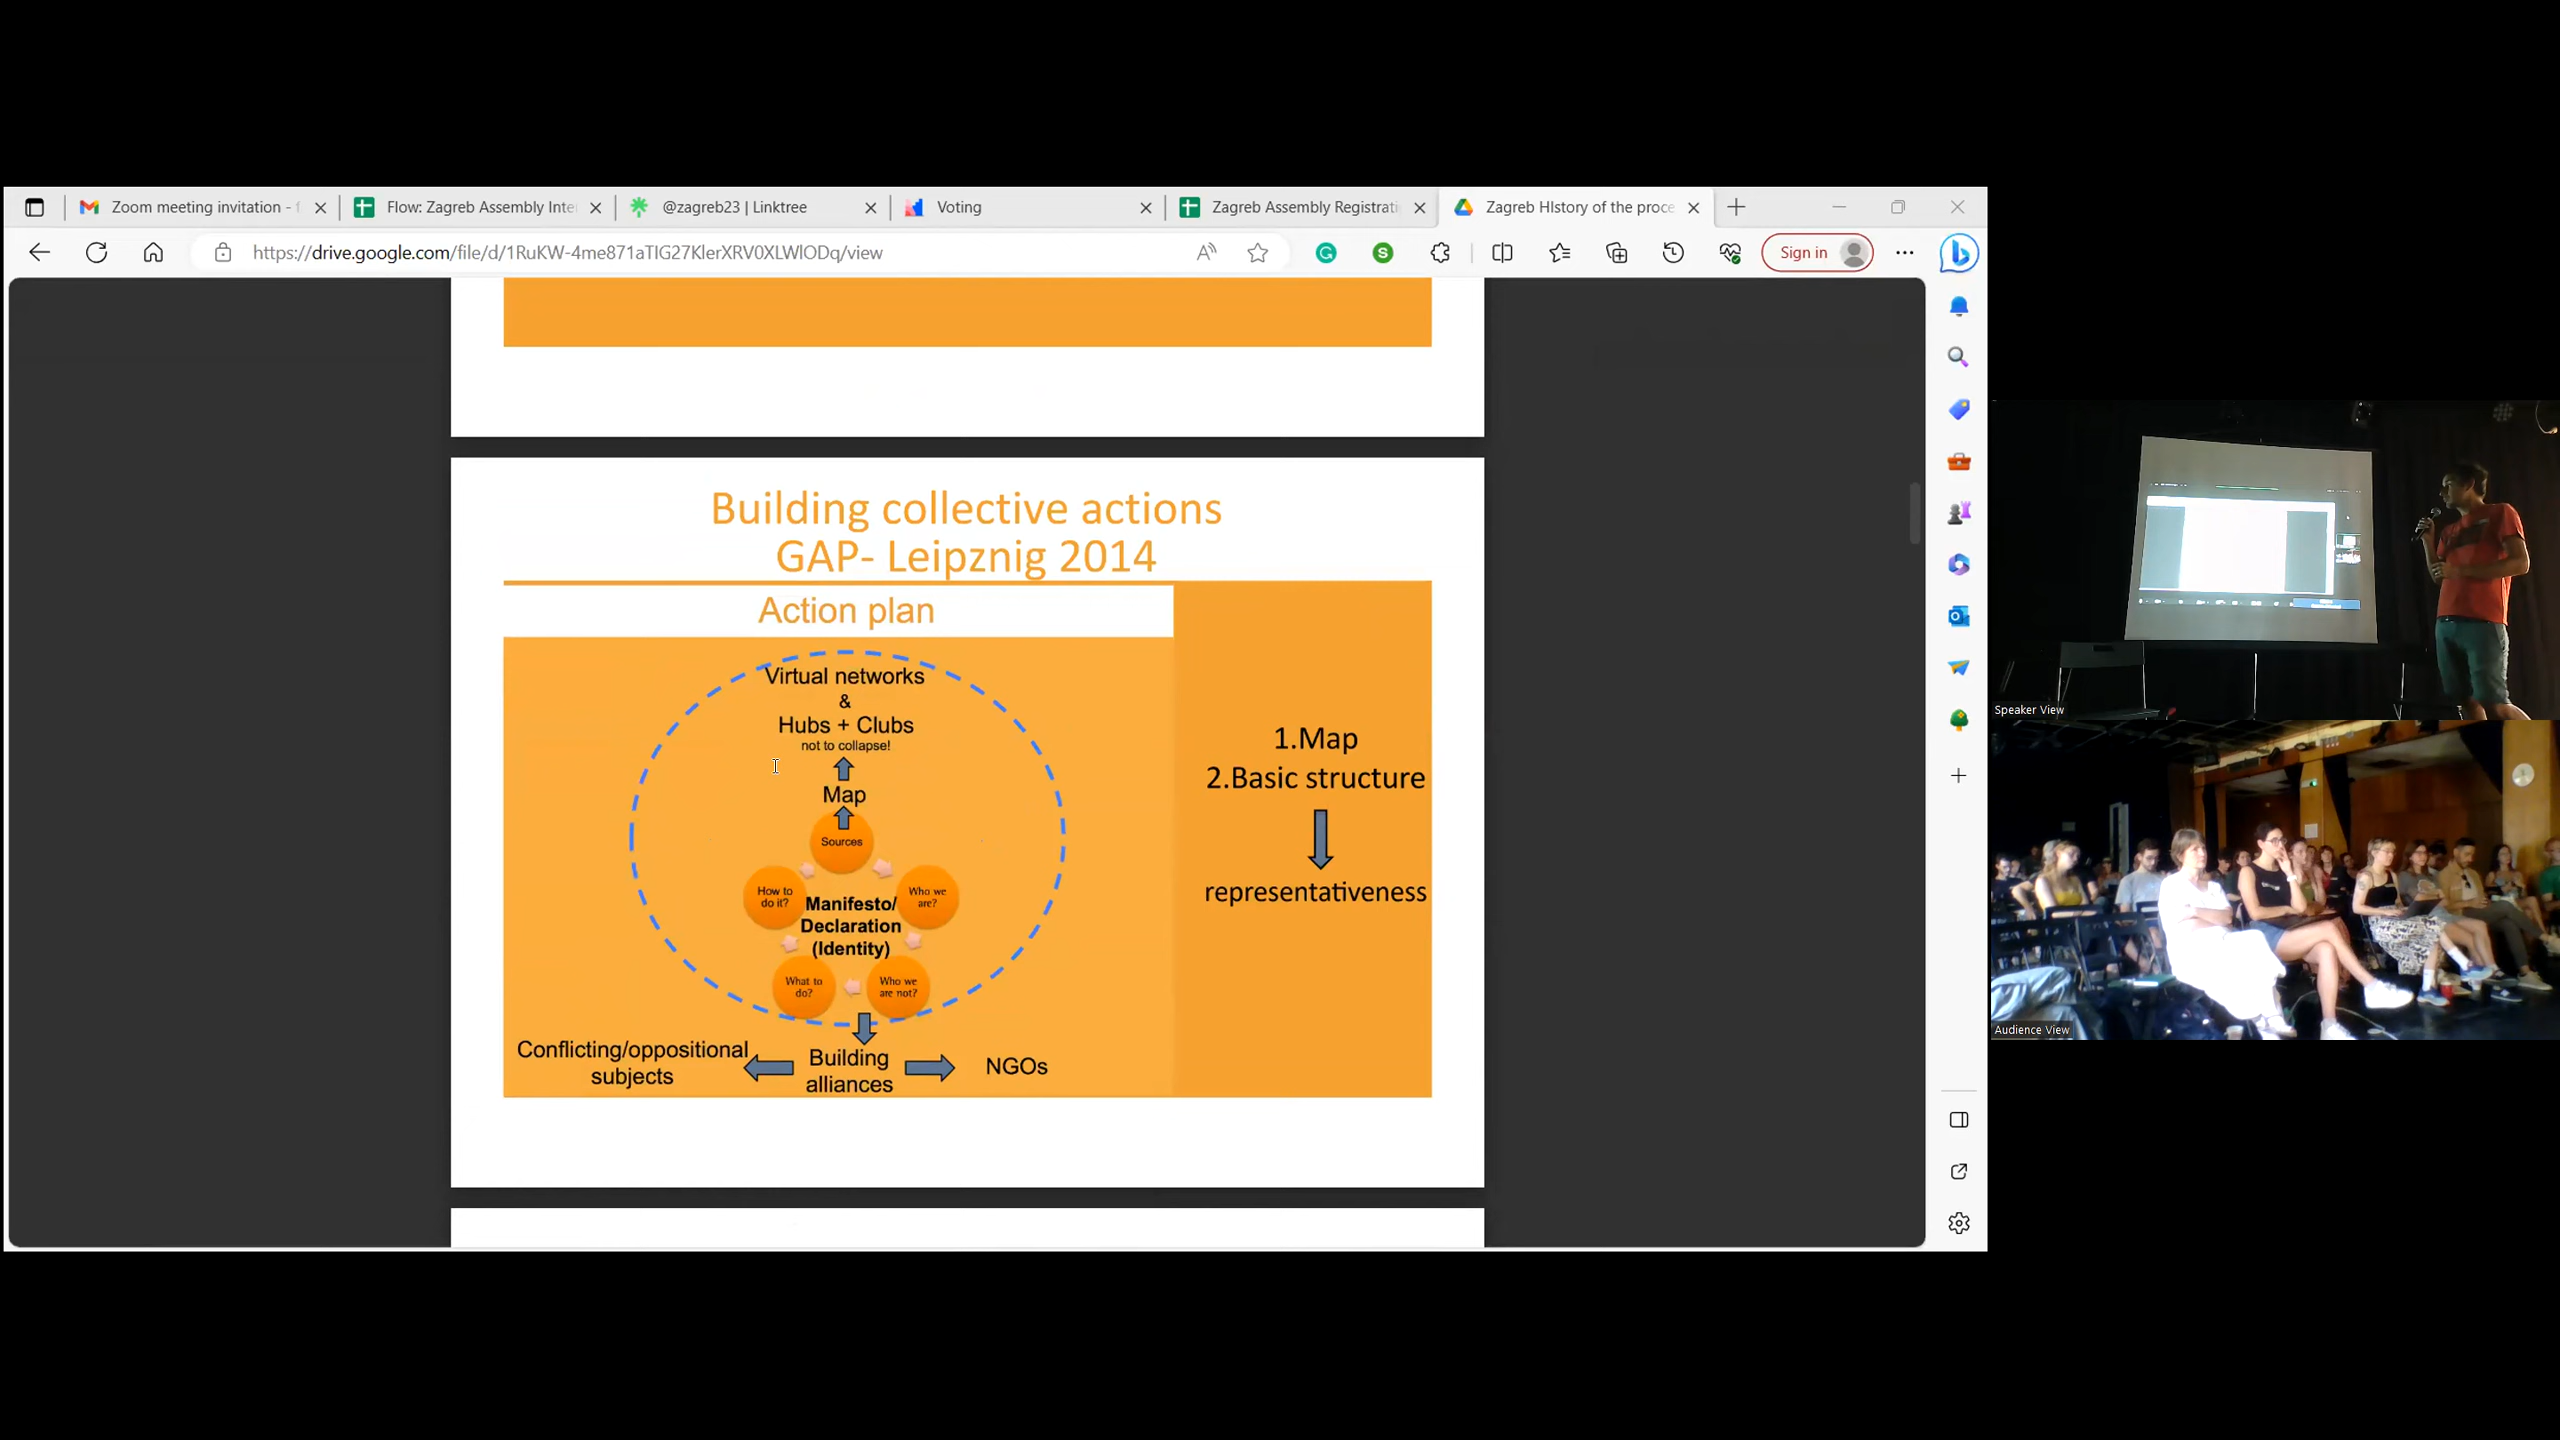 Zoom meeting invitation - f
Flow: Zagreb Assembly Inte
@zagreb23 | Linktree
Voting
Zagreb Assembly Registrati
Zagreb HIstory of the proce
https://drive.google.com/file/d/1RuKW-4me871aTIG27KlerXRV0XLWlODq/view
Sign in
Building collective actions
GAP- Leipznig 2014
Action plan
Virtual networks
&
Hubs + Clubs
not to collapse!
Map
Sources
How to
do it?
Who we
are?
Manifesto/
Declaration
(Identity)
What to
do?
Who we
are not?
Conflicting/oppositional
subjects
Building
alliances
NGOs
1.Map
2.Basic structure
representativeness
Speaker View
Audience View